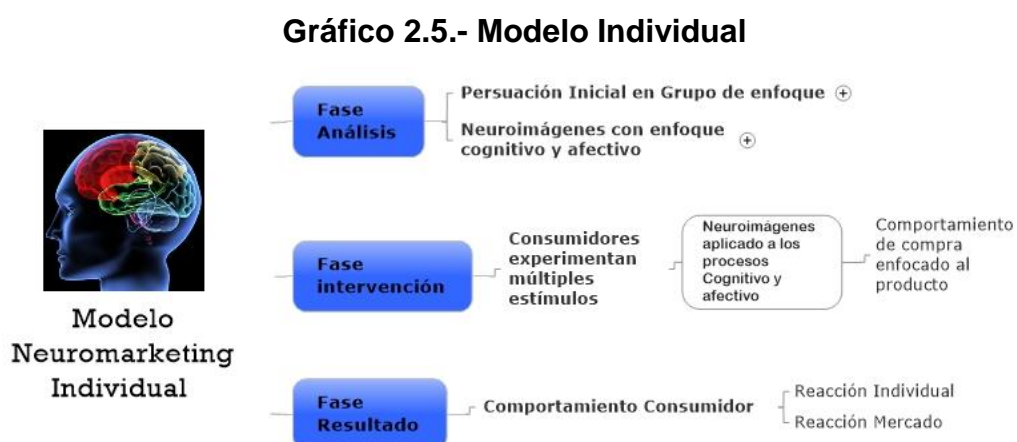 Gráfico 2.5.- Modelo Individual
Fase
Análisis
Persuación Inicial en Grupo de enfoque
Neuroimágenes con enfoque
cognitivo y afectivo
Modelo
Neuromarketing
Individual
Fase
intervención
Consumidores
experimentan
múltiples
estímulos
Neuroimágenes
aplicado a los
procesos
Cognitivo y
afectivo
Comportamiento
de compra
enfocado al
producto
Fase
Resultado
Comportamiento Consumidor
Reacción Individual
Reacción Mercado